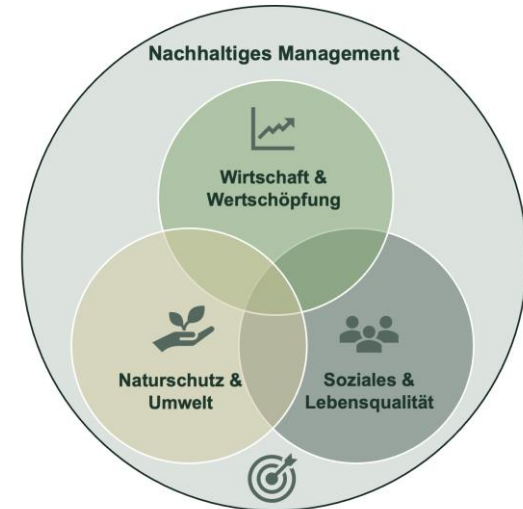 Nachhaltiges Management
Wirtschaft &
Wertschöpfung
Naturschutz &
Umwelt
Soziales &
Lebensqualität